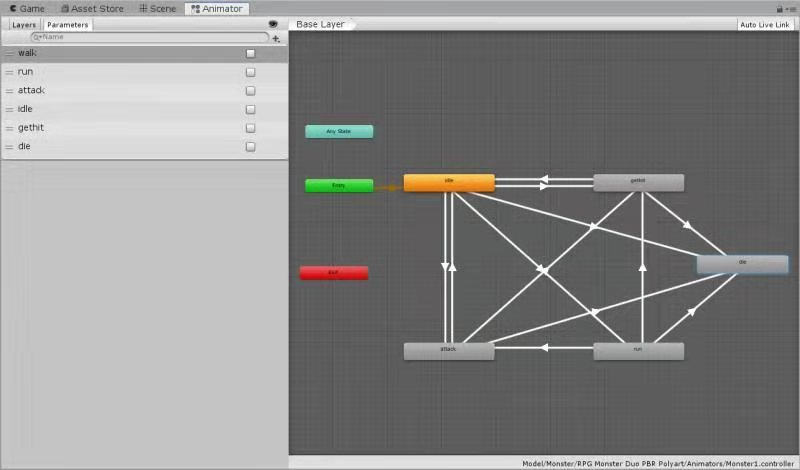 Game Asset Store Scene Animator
Layers Parameters Base Layer Auto Live Link
Name
walk
run
attack
idle
gethit
die
Any State
Entry
idle
gethit
die
Exit
attack
run
Model/Monster/RPG Monster Duo PBR Polyart/Animators/Monster1.controller